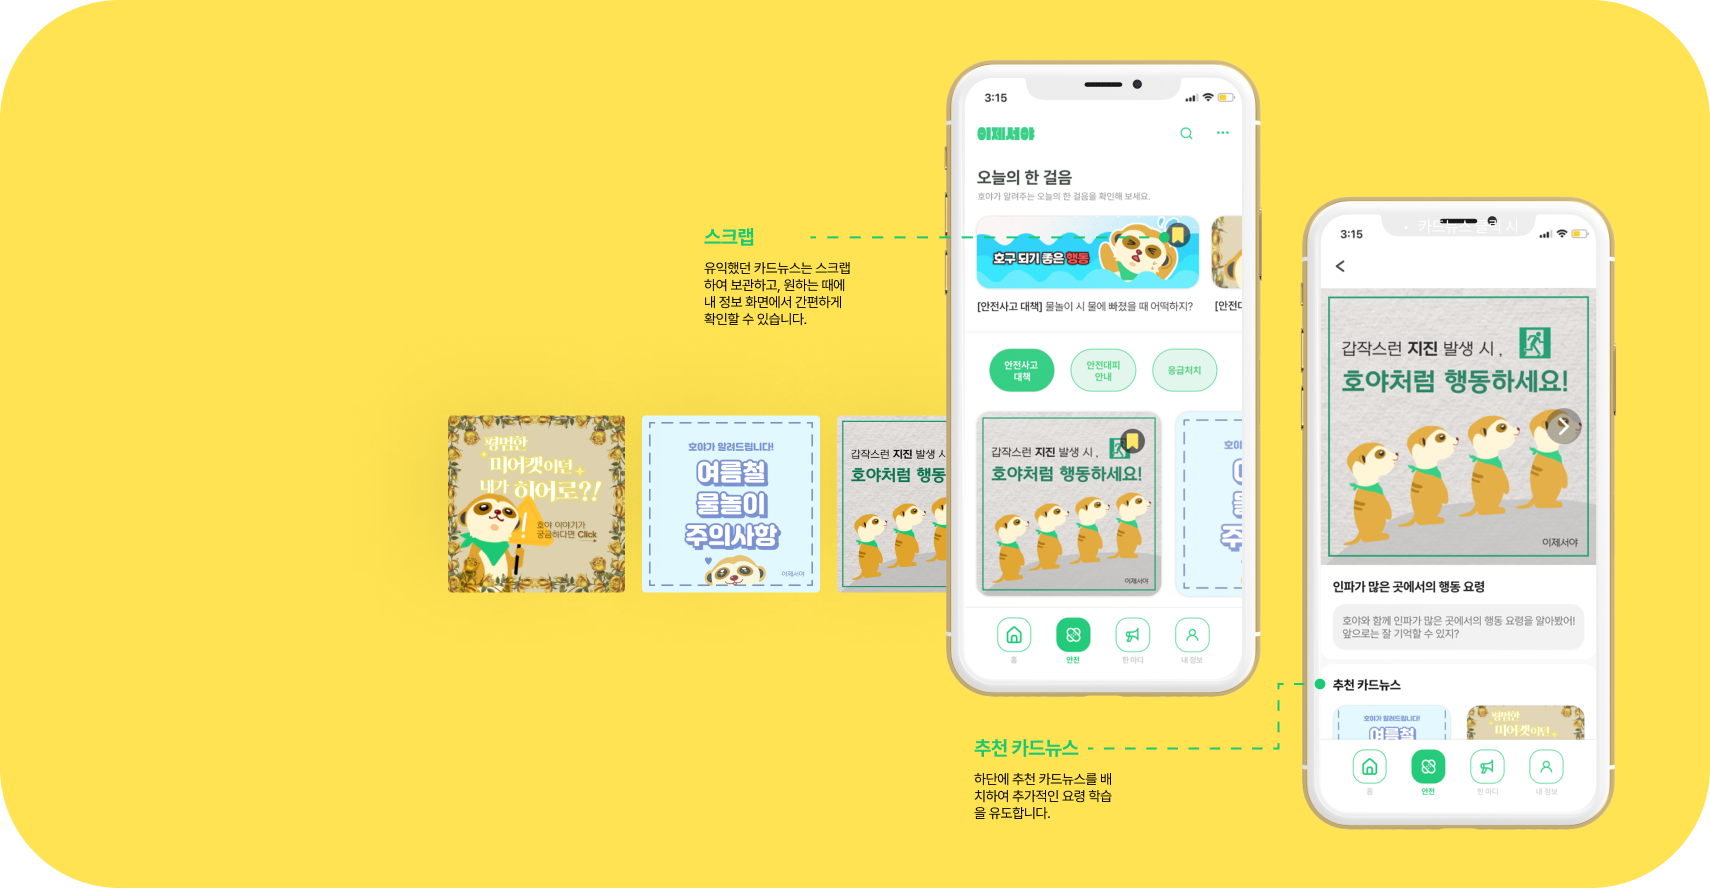 스크랩
유익했던 카드뉴스는 스크랩
하여 보관하고, 원하는 때에
내 정보 화면에서 간편하게
확인할 수 있습니다.
평범한
미어캣이던
내가 히어로?!
호야 이야기가
궁금하다면 Click
호야가 알려드립니다!
여름철
물놀이
주의사항
이제서야
갑작스런 지진 발생 시
호야처럼 행동
3:15
이제서야
오늘의 한 걸음
호야가 알려주는 오늘의 한 걸음을 확인해 보세요.
호구 되기 좋은 행동
[안전사고 대책] 물놀이 시 물에 빠졌을 때 어떡하지?
[안전대
안전사고
대책
안전대피
안내
응급처치
갑작스런 지진 발생 시 ,
호야처럼 행동하세요!
이제서야
호야
여
물
주
홈
안전
한 마디
내 정보
추천 카드뉴스
하단에 추천 카드뉴스를 배
치하여 추가적인 요령 학습
을 유도합니다.
• 카드뉴스 클릭 시
3:15
갑작스런 지진 발생 시 ,
호야처럼 행동하세요!
이제서야
인파가 많은 곳에서의 행동 요령
호야와 함께 인파가 많은 곳에서의 행동 요령을 알아봤어!
앞으로는 잘 기억할 수 있지?
추천 카드뉴스
호야가 알려드립니다!
여름철
평범한
미어캣이던
홈
안전
한 마디
내 정보